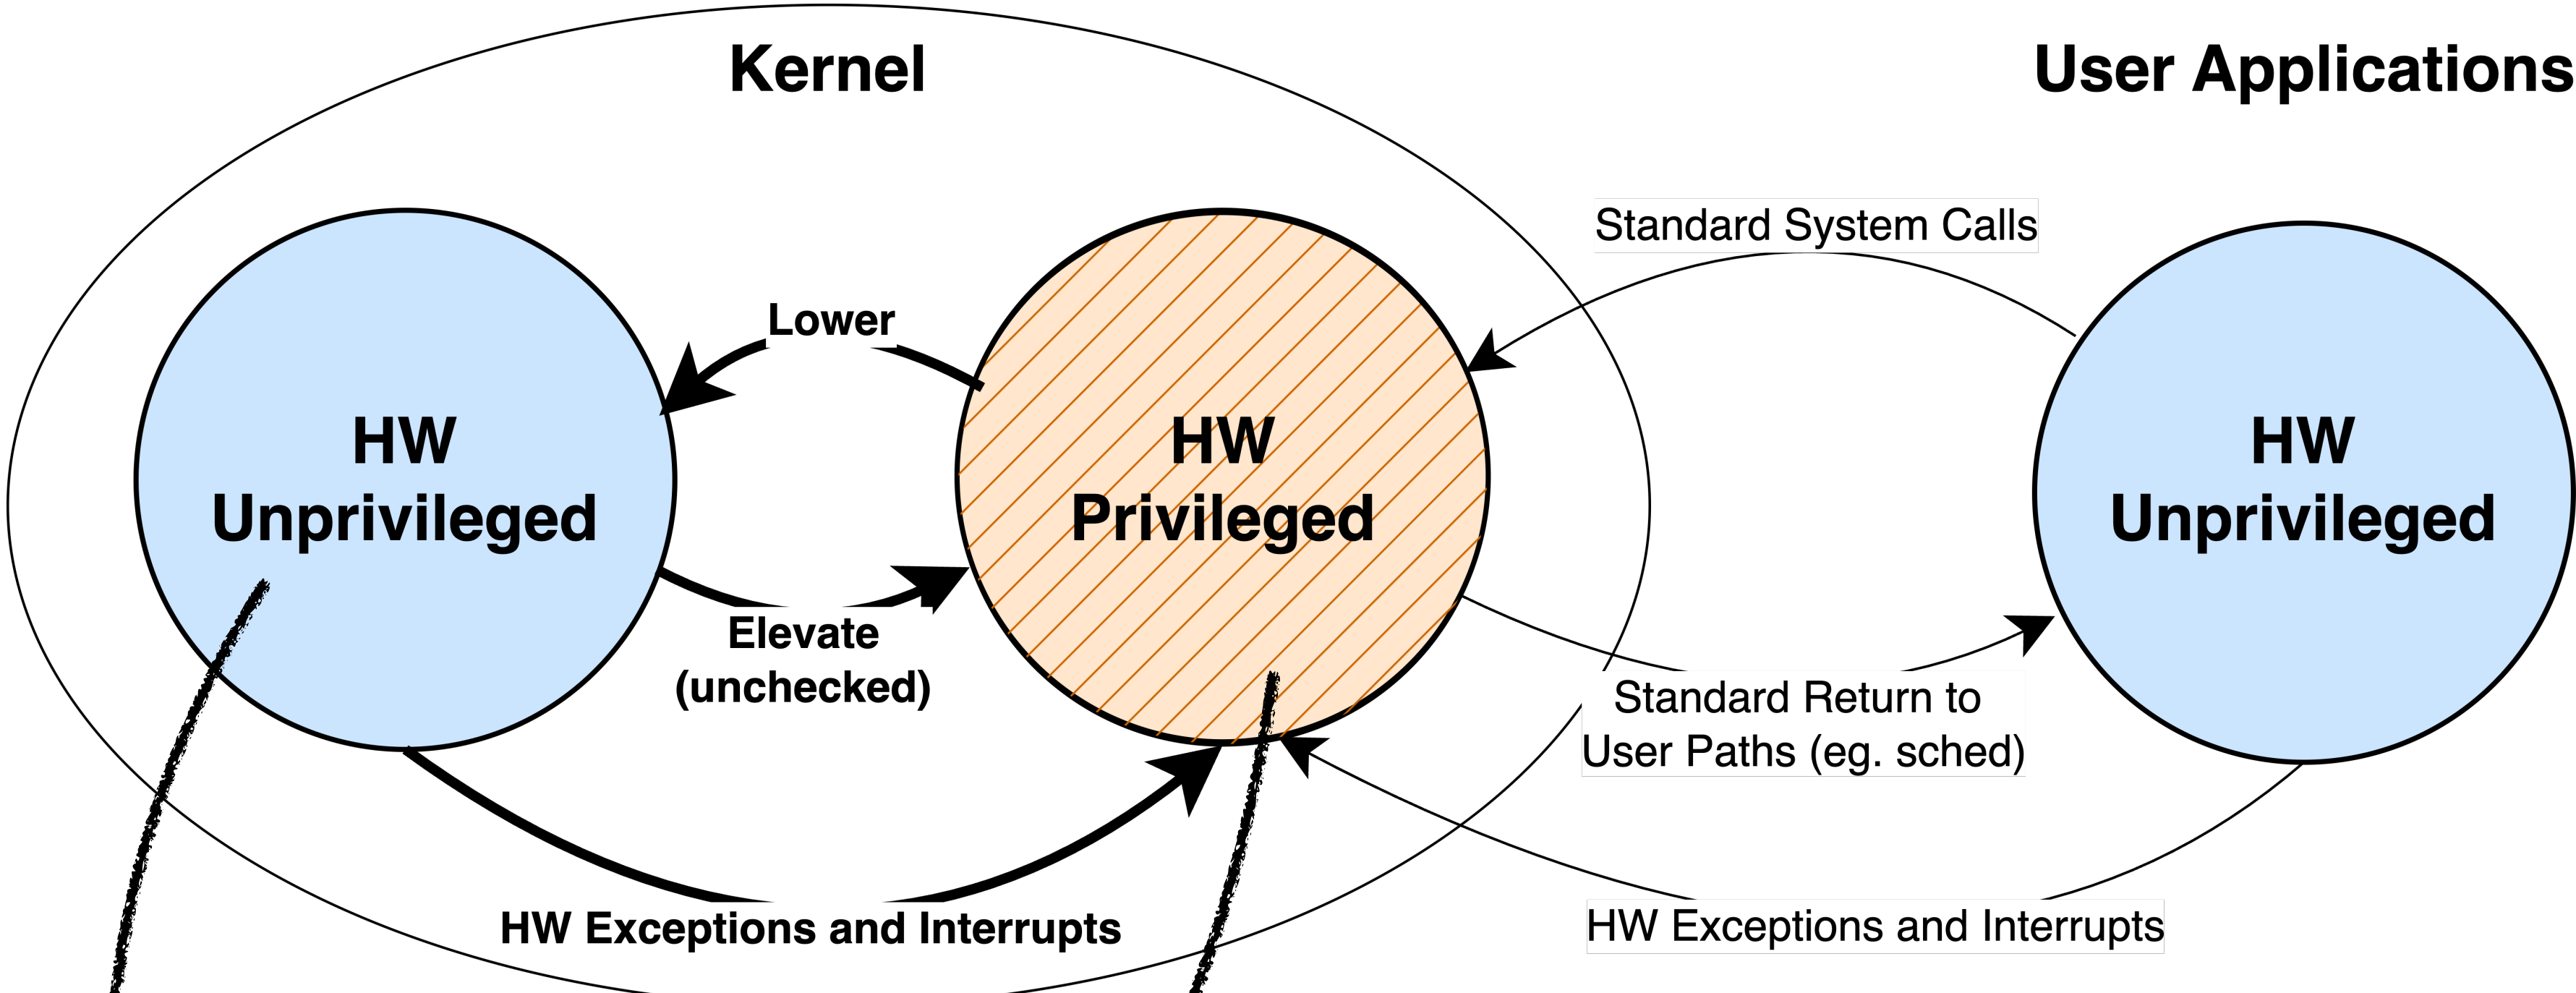 Kernel
User Applications
Standard System Calls
Lower
HW
Unprivileged
HW
Privileged
HW
Unprivileged
Elevate
(unchecked)
Standard Return to
User Paths (eg. sched)
HW Exceptions and Interrupts
HW Exceptions and Interrupts